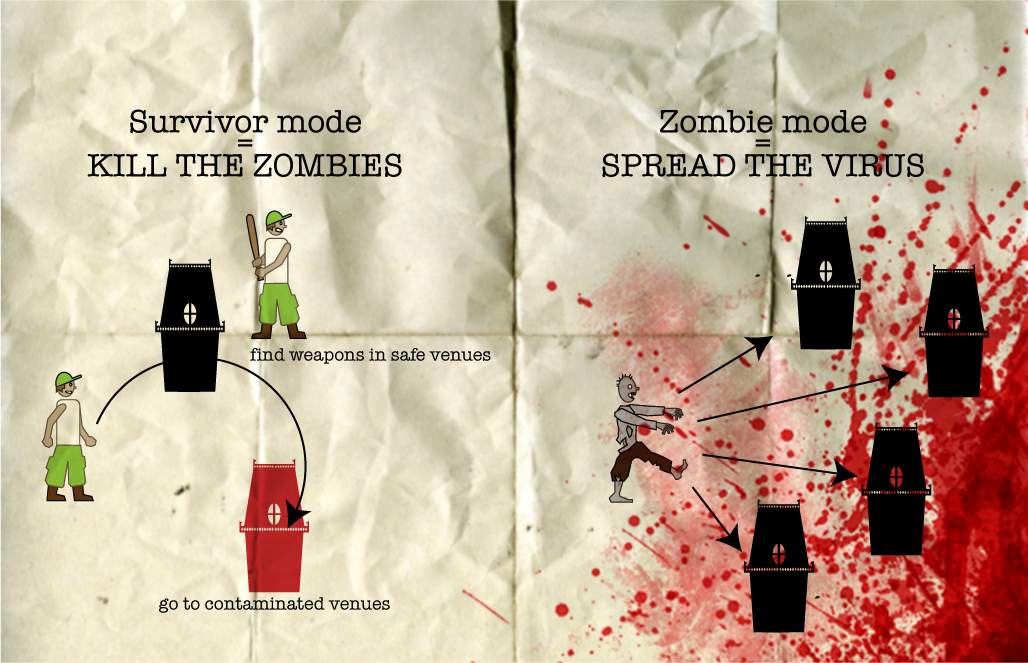 Survivor mode
=
KILL THE ZOMBIES
find weapons in safe venues
go to contaminated venues
Zombie mode
=
SPREAD THE VIRUS